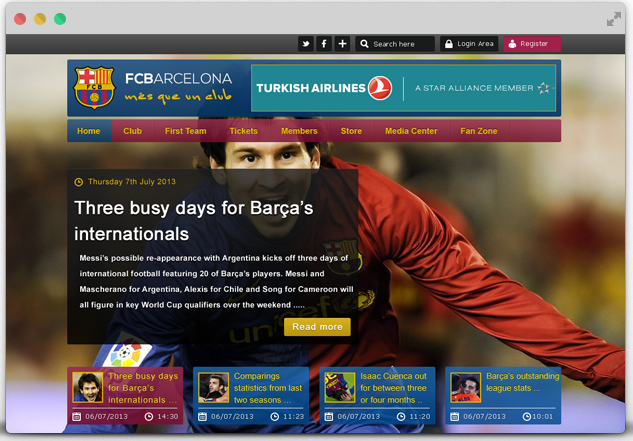 Search here
Login Area
Register
FCB
FCBARCELONA
més que un club
TURKISH AIRLINES
A STAR ALLIANCE MEMBER
Home Club First Team Tickets Members Store Media Center Fan Zone
Thursday 7th July 2013
Three busy days for Barça's
internationals
Messi's possible re-appearance with Argentina kicks off three days of
international football featuring 20 of Barça's players. Messi and
Mascherano for Argentina, Alexis for Chile and Song for Cameroon will
all figure in key World Cup qualifiers over the weekend .....
Read more
unicef
Three busy days
for Barça's
internationals ...
06/07/2013 14:30
Comparings
statistics from last
two seasons ...
06/07/2013 11:23
Isaac Cuenca out
for between three
or four months ..
06/07/2013 11:20
Barça's outstanding
league stats ...
06/07/2013 10:01